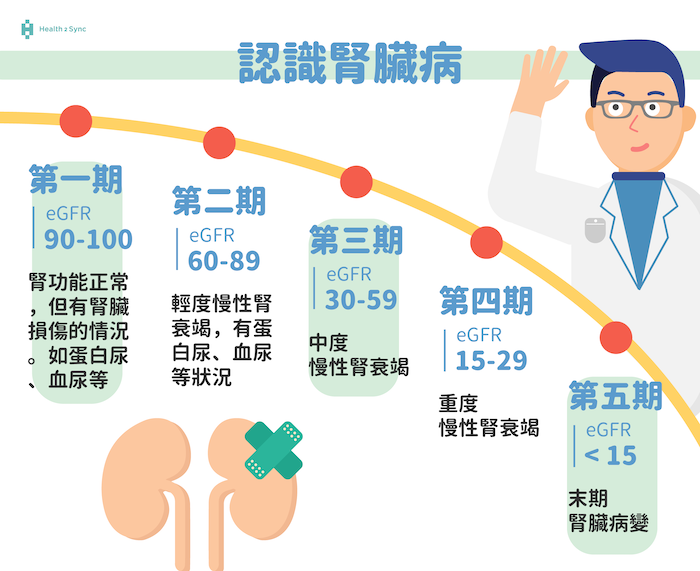 Health2Sync
認識腎臟病
第一期
eGFR
90-100
腎功能正常
，但有腎臟
損傷的情況
。如蛋白尿
、血尿等
第二期
eGFR
60-89
輕度慢性腎
衰竭，有蛋
白尿、血尿
等狀況
第三期
eGFR
30-59
中度
慢性腎衰竭
第四期
eGFR
15-29
重度
慢性腎衰竭
第五期
eGFR
< 15
末期
腎臟病變